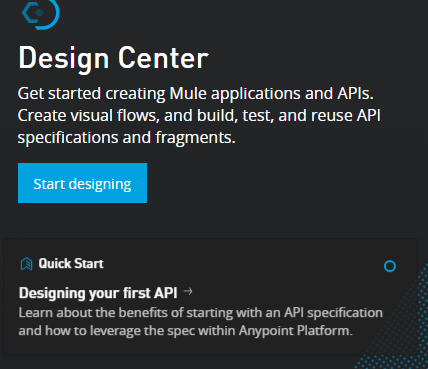 Design Center
Get started creating Mule applications and APIs.
Create visual flows, and build, test, and reuse API
specifications and fragments.
Start designing
Quick Start
Designing your first API →
Learn about the benefits of starting with an API specification
and how to leverage the spec within Anypoint Platform.